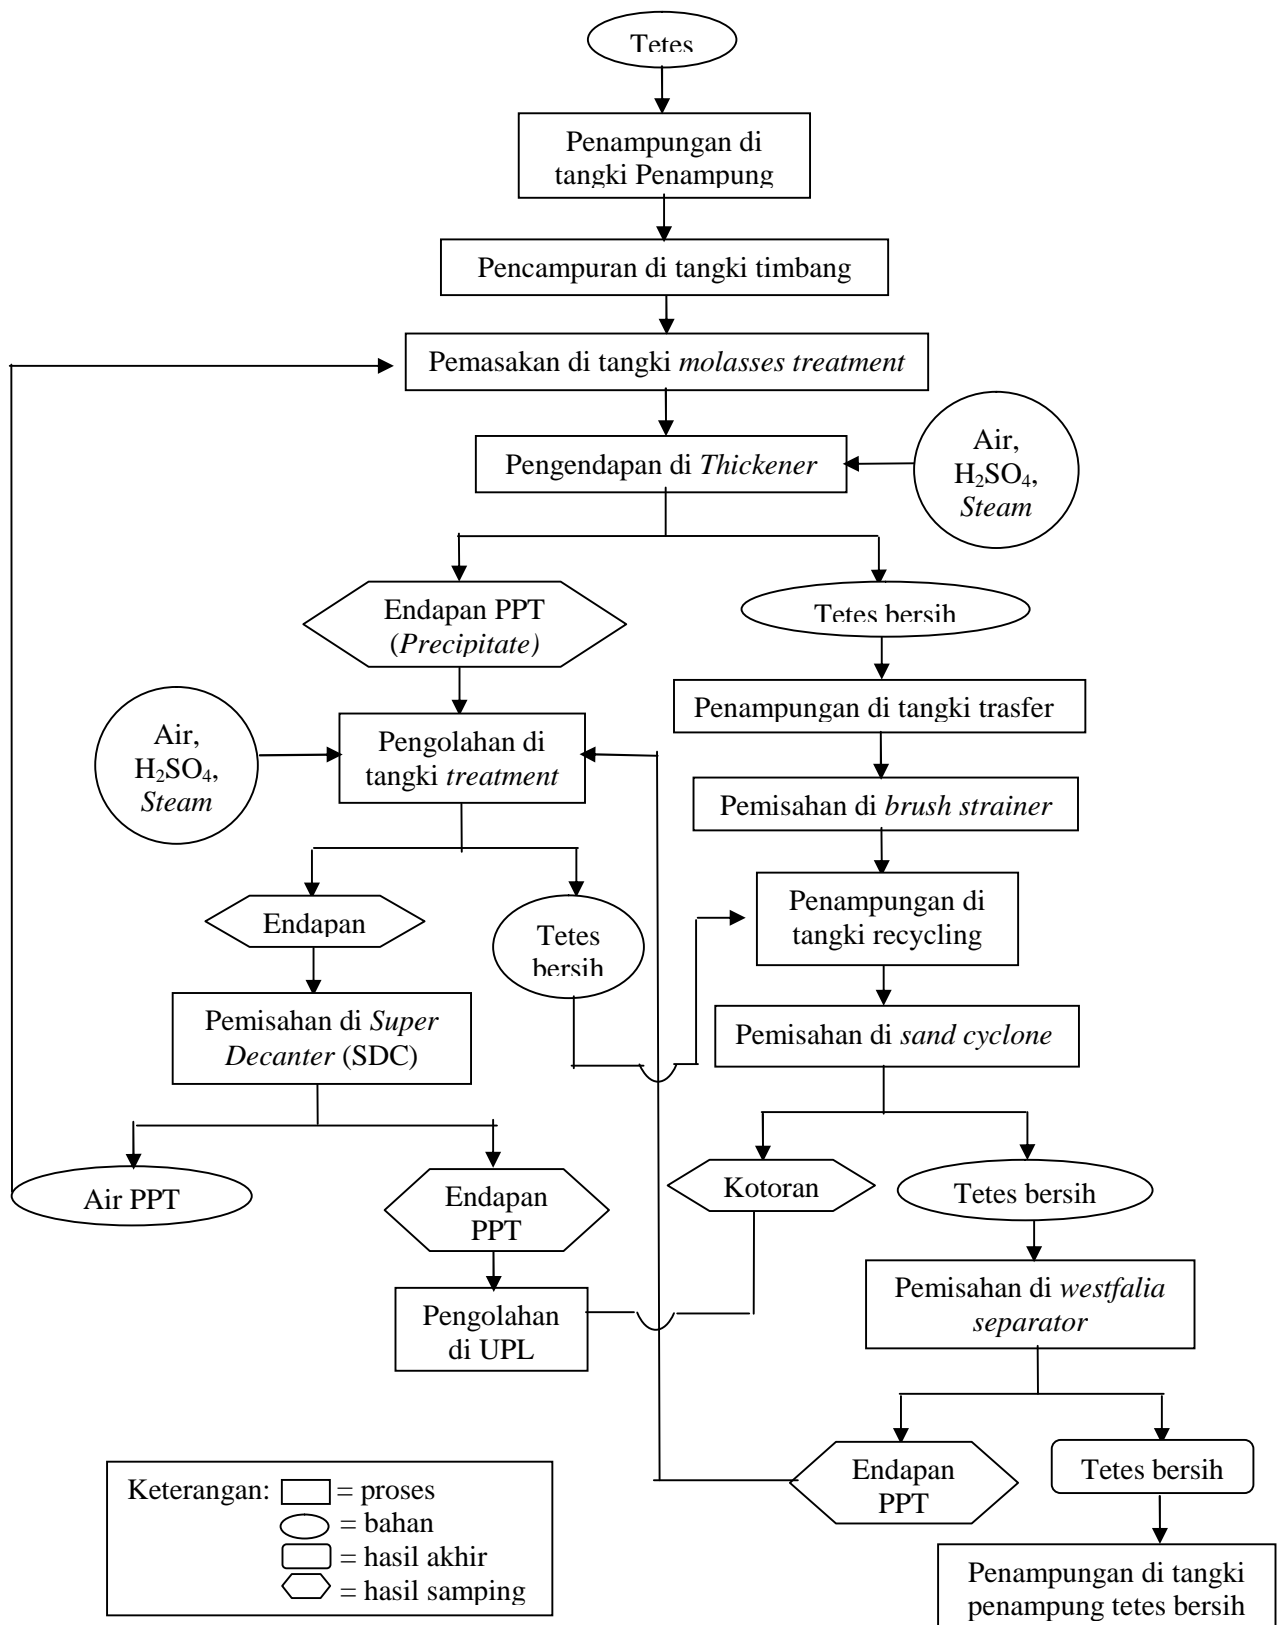 Tetes
Penampungan di
tangki Penampung
Pencampuran di tangki timbang
Pemasakan di tangki molasses treatment
Pengendapan di Thickener
Air,
H₂SO₄,
Steam
Endapan PPT
(Precipitate)
Tetes bersih
Penampungan di tangki trasfer
Air,
H₂SO₄,
Steam
Pengolahan di
tangki treatment
Pemisahan di brush strainer
Endapan
Tetes
bersih
Penampungan di
tangki recycling
Pemisahan di Super
Decanter (SDC)
Pemisahan di sand cyclone
Air PPT
Endapan
PPT
Kotoran
Tetes bersih
Pengolahan
di UPL
Pemisahan di westfalia
separator
Endapan
PPT
Tetes bersih
Penampungan di tangki
penampung tetes bersih
Keterangan: = proses
= bahan
= hasil akhir
= hasil samping